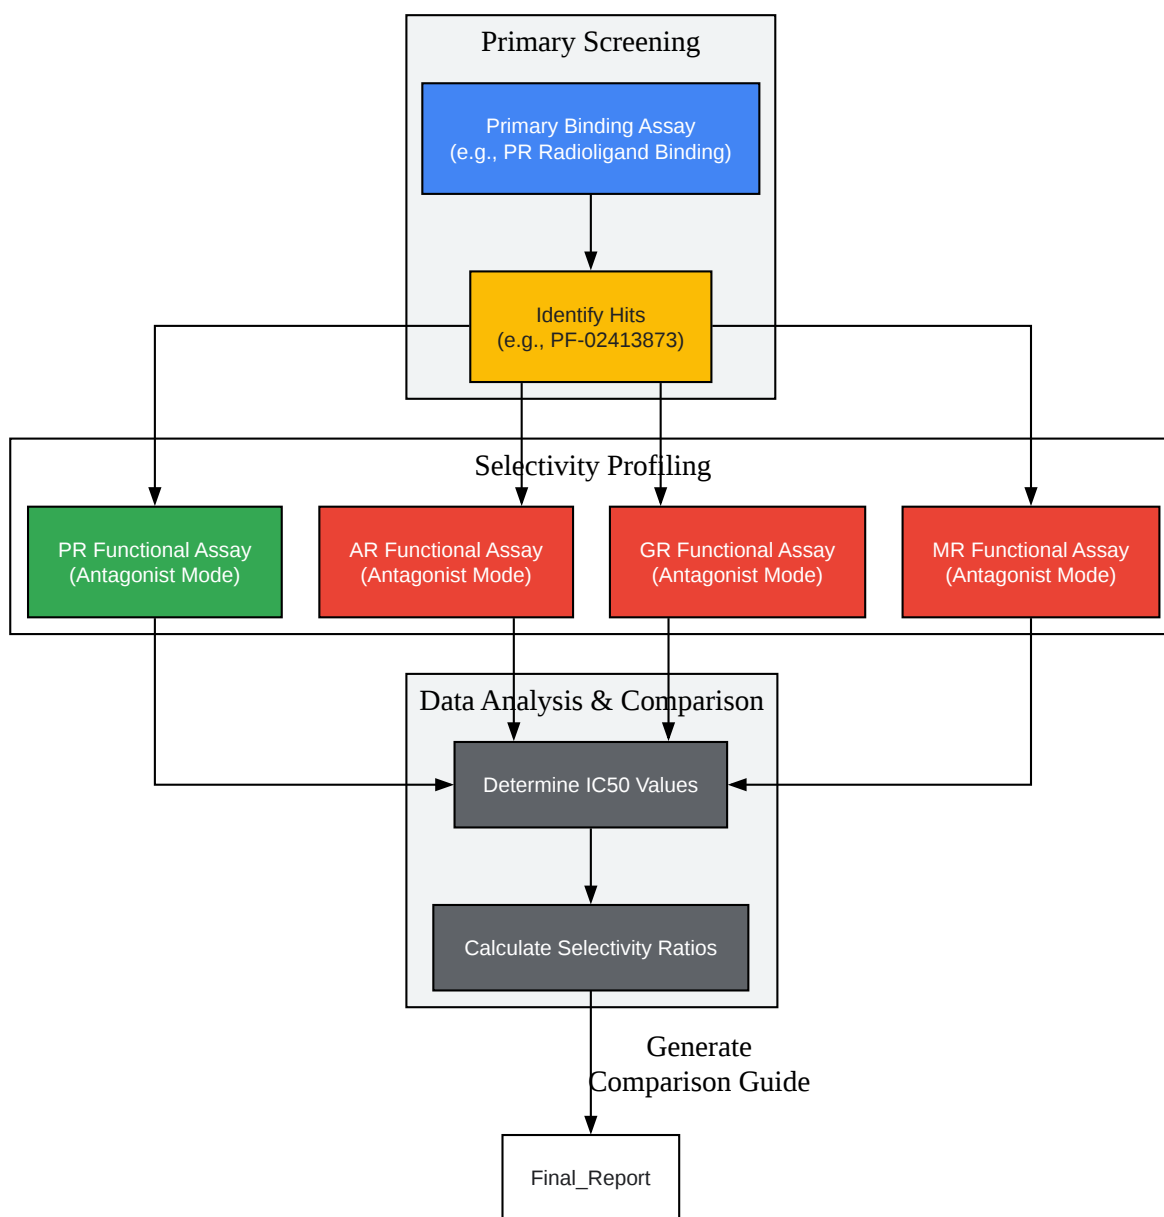 Primary Screening
Primary Binding Assay
(e.g., PR Radioligand Binding)
Identify Hits
(e.g., PF-02413873)
Selectivity Profiling
PR Functional Assay
(Antagonist Mode)
AR Functional Assay
(Antagonist Mode)
GR Functional Assay
(Antagonist Mode)
MR Functional Assay
(Antagonist Mode)
Data Analysis & Comparison
Determine IC50 Values
Calculate Selectivity Ratios
Generate
Comparison Guide
Final_Report